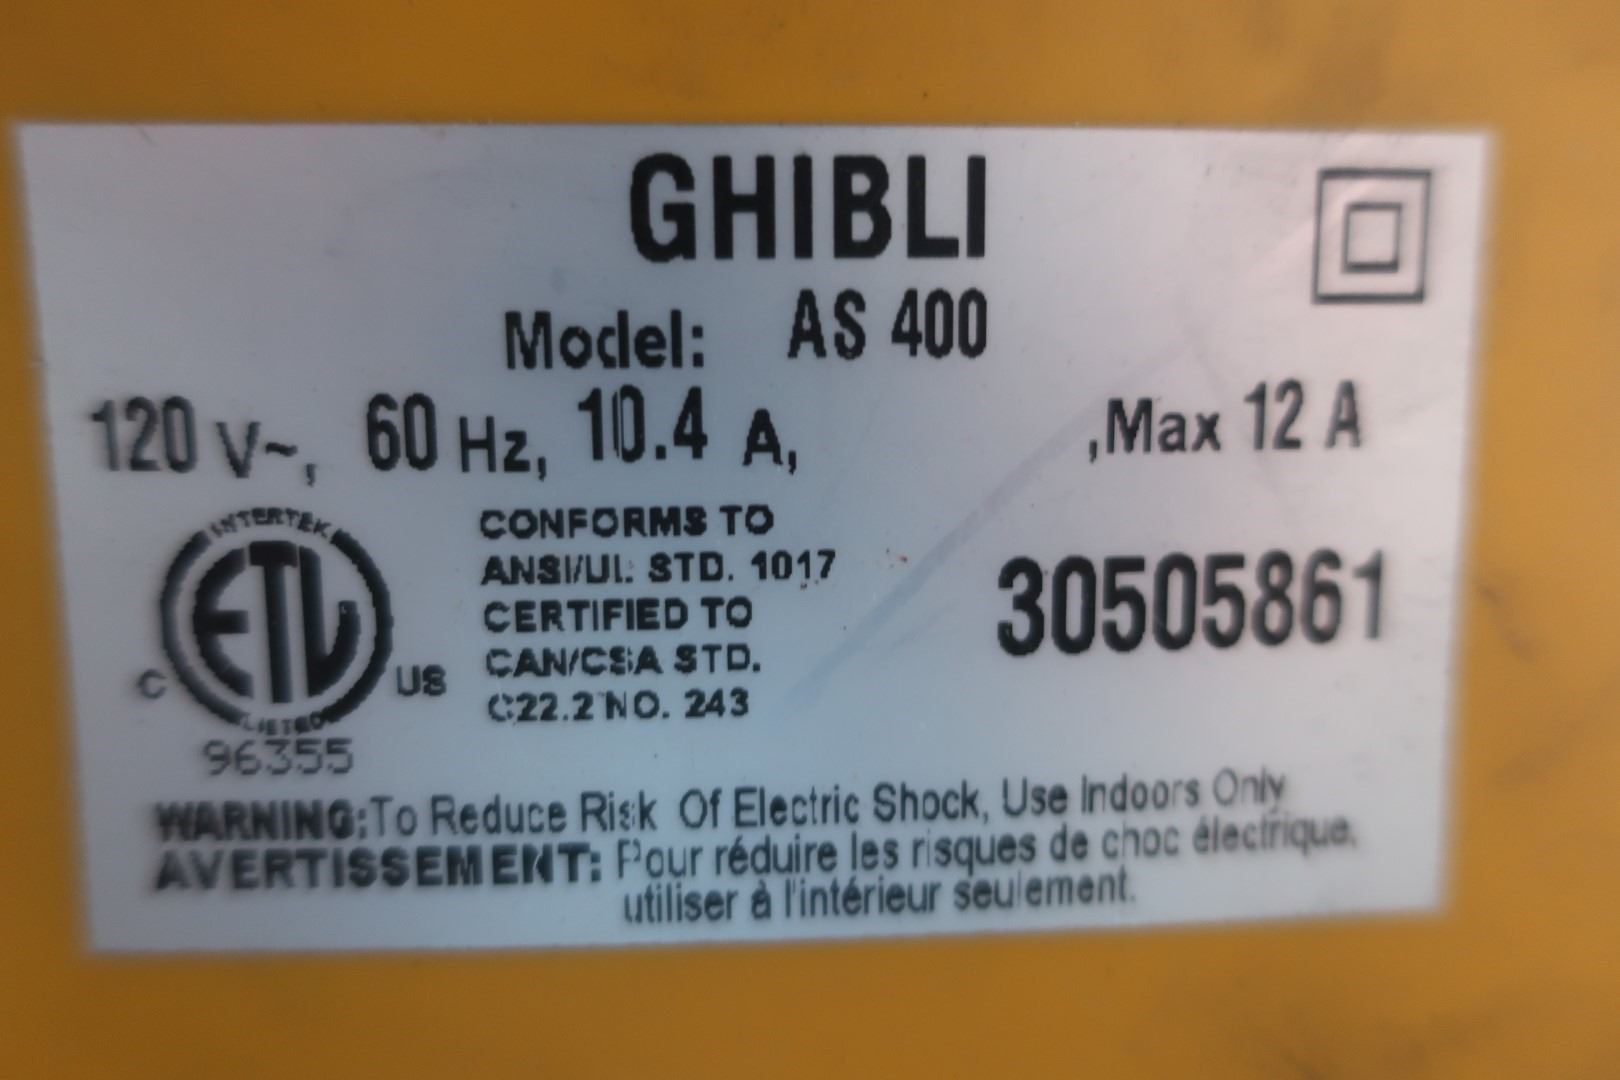 GHIBLI
Model: AS 400
120 V~, 60 Hz, 10.4 A, ,Max 12 A
INTERTEK
ETL
C US
LISTED
96355
CONFORMS TO
ANSI/UL STD. 1017
CERTIFIED TO
CAN/CSA STD.
C22.2 NO. 243
30505861
WARNING:To Reduce Risk Of Electric Shock, Use Indoors Only
AVERTISSEMENT: Pour réduire les risques de choc électrique,
utiliser à l'intérieur seulement.